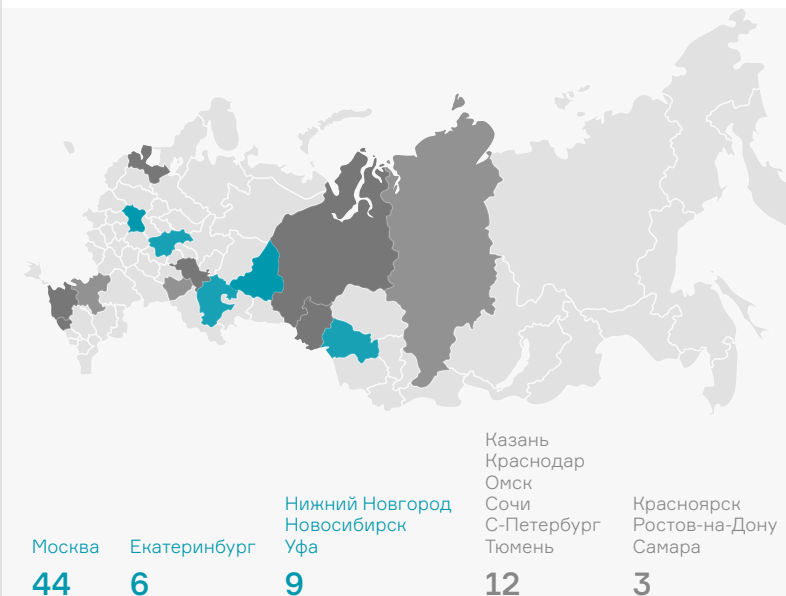 Москва
44
Екатеринбург
6
Нижний Новгород
Новосибирск
Уфа
9
Казань
Краснодар
Омск
Сочи
С-Петербург
Тюмень
12
Красноярск
Ростов-на-Дону
Самара
3